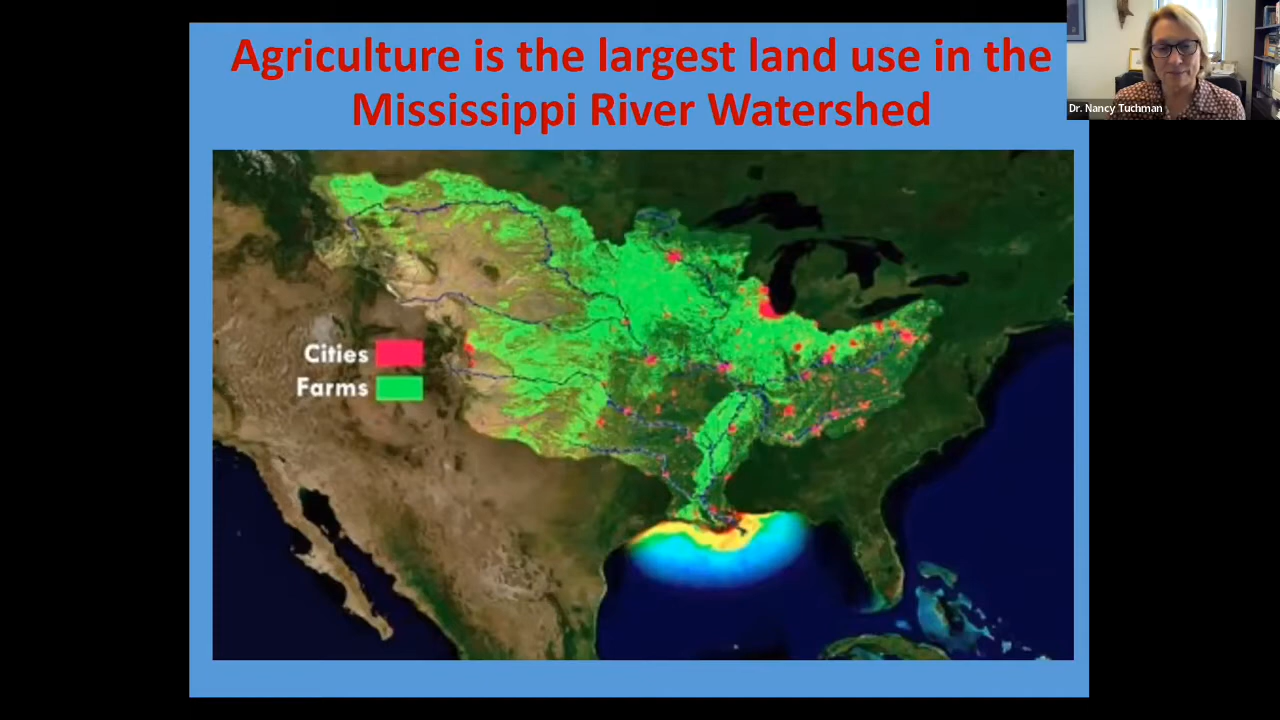 Agriculture is the largest land use in the
Mississippi River Watershed
Dr. Nancy Tuchman
Cities
Farms